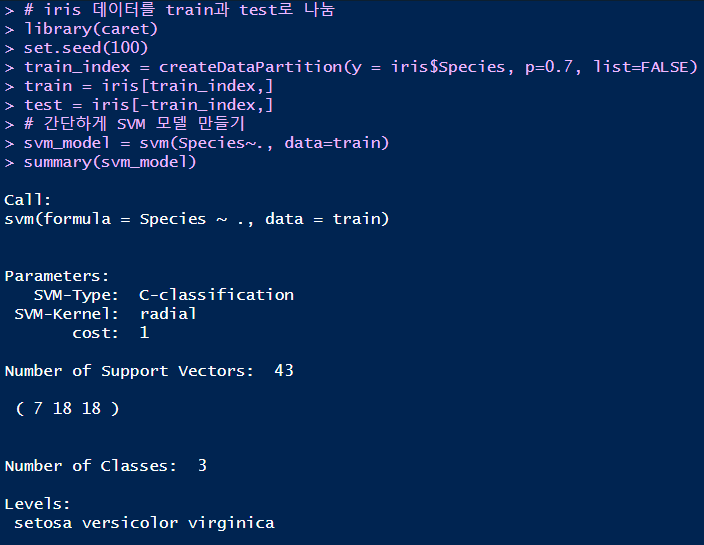 > # iris 데이터를 train과 test로 나눔
> library(caret)
> set.seed(100)
> train_index = createDataPartition(y = iris$Species, p=0.7, list=FALSE)
> train = iris[train_index,]
> test = iris[-train_index,]
> # 간단하게 SVM 모델 만들기
> svm_model = svm(Species~., data=train)
> summary(svm_model)
Call:
svm(formula = Species ~ ., data = train)
Parameters:
SVM-Type: C-classification
SVM-Kernel: radial
cost: 1
Number of Support Vectors: 43
( 7 18 18 )
Number of Classes: 3
Levels:
setosa versicolor virginica